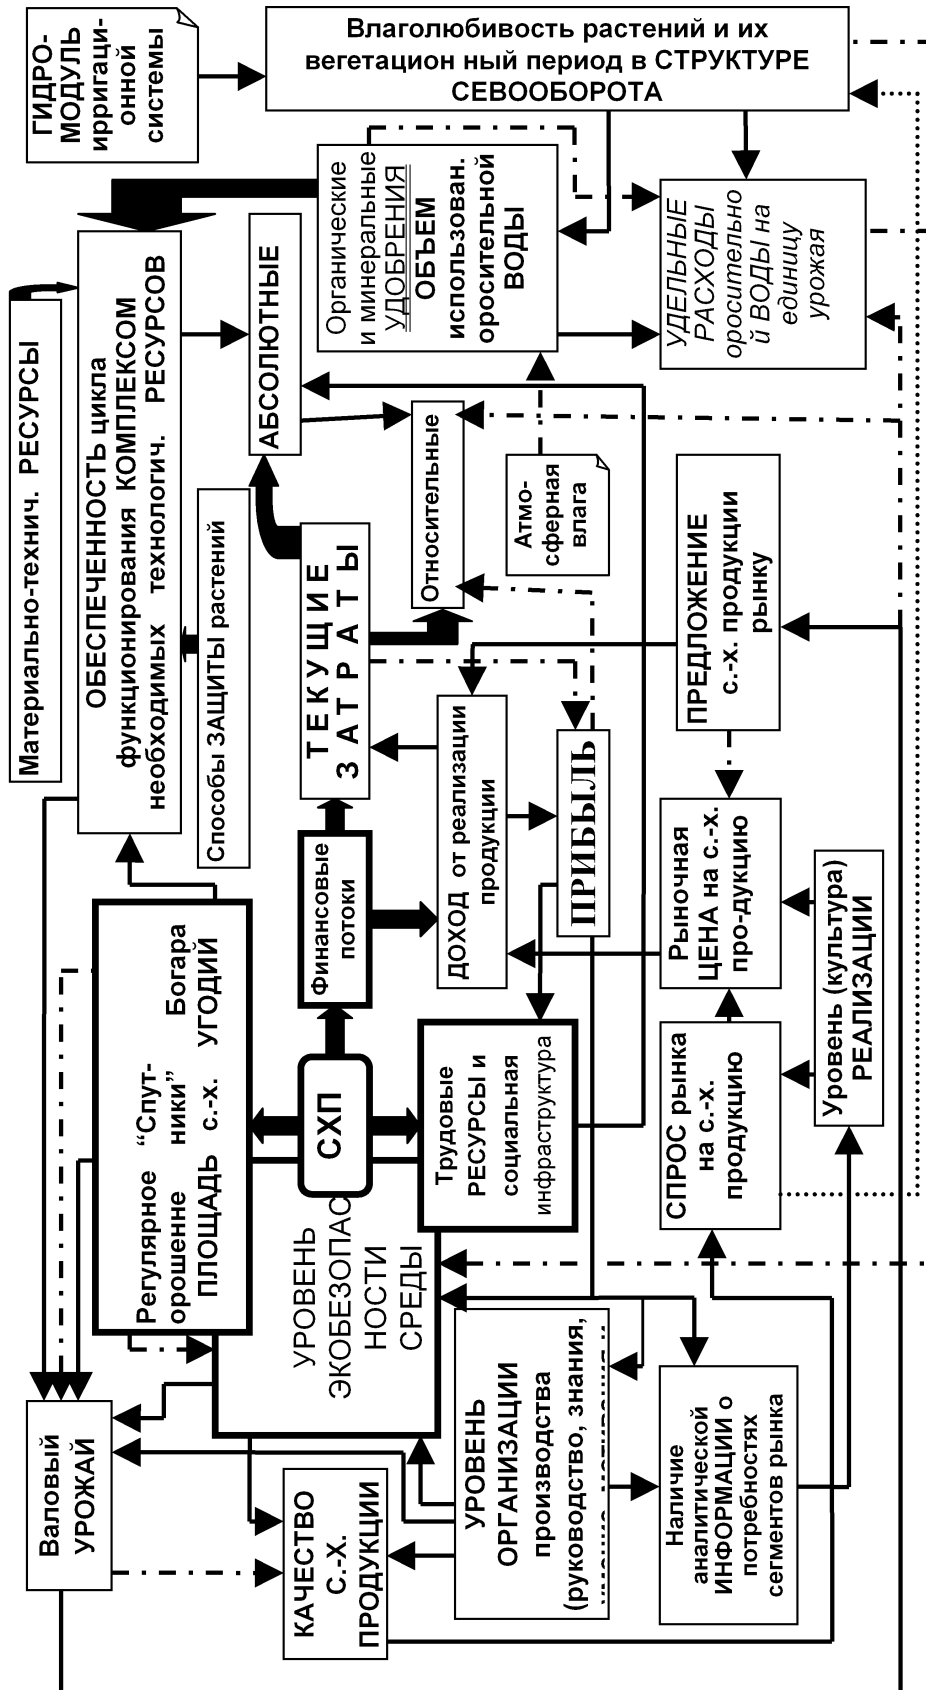 ГИДРО-
МОДУЛЬ
ирригаци-
онной
системы
Влаголюбивость растений и их
вегетацион ный период в СТРУКТУРЕ
СЕВООБОРОТА
Материально-технич. РЕСУРСЫ
ОБЕСПЕЧЕННОСТЬ цикла
функционирования КОМПЛЕКСОМ
необходимых технологич. РЕСУРСОВ
Способы ЗАЩИТЫ растений
АБСОЛЮТНЫЕ
Органические
и минеральные
УДОБРЕНИЯ
ОБЪЕМ
использован.
оросительной
ВОДЫ
УДЕЛЬНЫЕ
РАСХОДЫ
оросительно
й ВОДЫ на
единицу
урожая
ТЕКУЩИЕ
ЗАТРАТЫ
Относительные
Атмо-
сферная
влага
ПРЕДЛОЖЕНИЕ
с.-х. продукции
рынку
Регулярное “Спут- Богара
орошенне ники”
ПЛОЩАДЬ с.-х. УГОДИЙ
Финансовые
потоки
ДОХОД от реализации
продукции
ПРИБЫЛЬ
Рыночная
ЦЕНА на с.-х.
про-дукцию
Уровень (культура)
РЕАЛИЗАЦИИ
СХП
Трудовые
РЕСУРСЫ и
социальная
инфраструктура
СПРОС рынка
на с.-х.
продукцию
УРОВЕНЬ
ЭКОБЕЗОПАС
НОСТИ
СРЕДЫ
Валовый
УРОЖАЙ
КАЧЕСТВО
С.-Х.
ПРОДУКЦИИ
УРОВЕНЬ
ОРГАНИЗАЦИИ
производства
(руководство, знания,
Наличие
аналитической
ИНФОРМАЦИИ о
потребностях
сегментов рынка